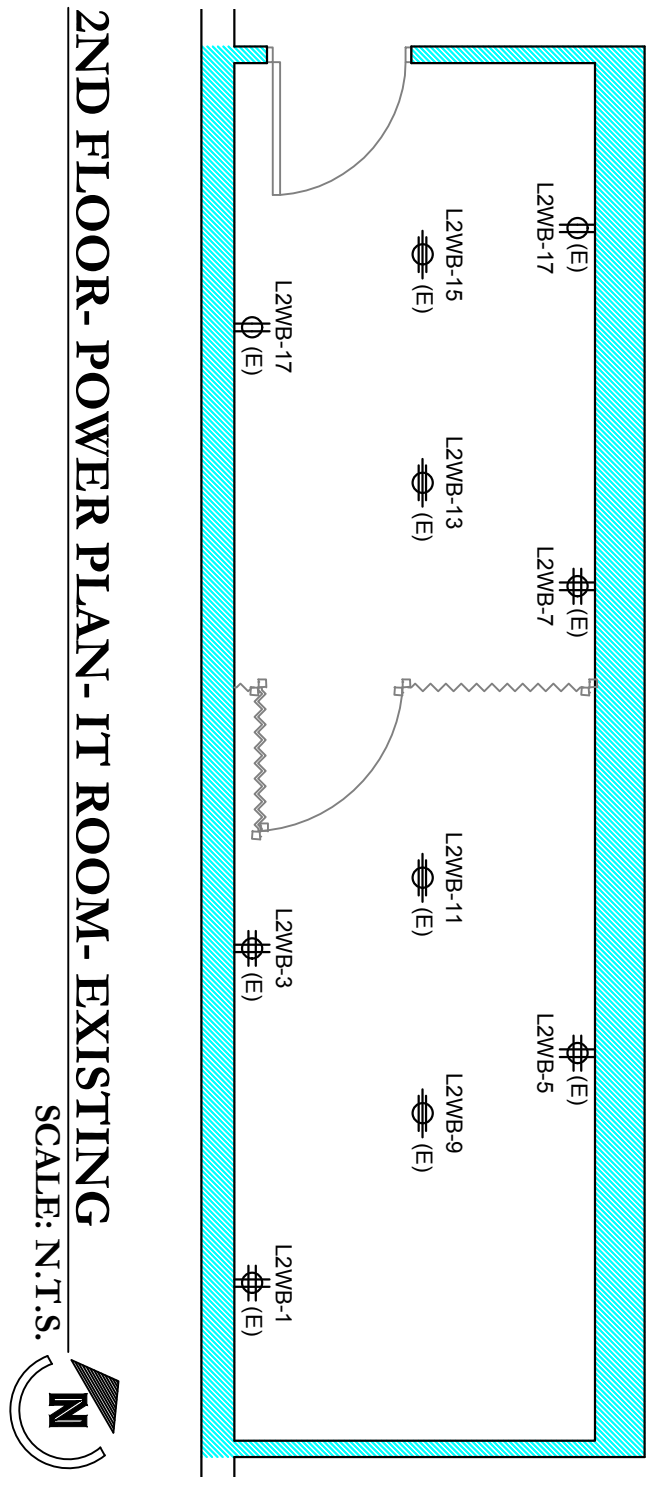 (E)
L2WB-17
(E)
L2WB-7
(E)
L2WB-5
L2WB-15
(E)
L2WB-13
(E)
L2WB-11
(E)
L2WB-9
(E)
L2WB-17
(E)
L2WB-3
(E)
L2WB-1
(E)
2ND FLOOR- POWER PLAN- IT ROOM- EXISTING
SCALE: N.T.S.
N